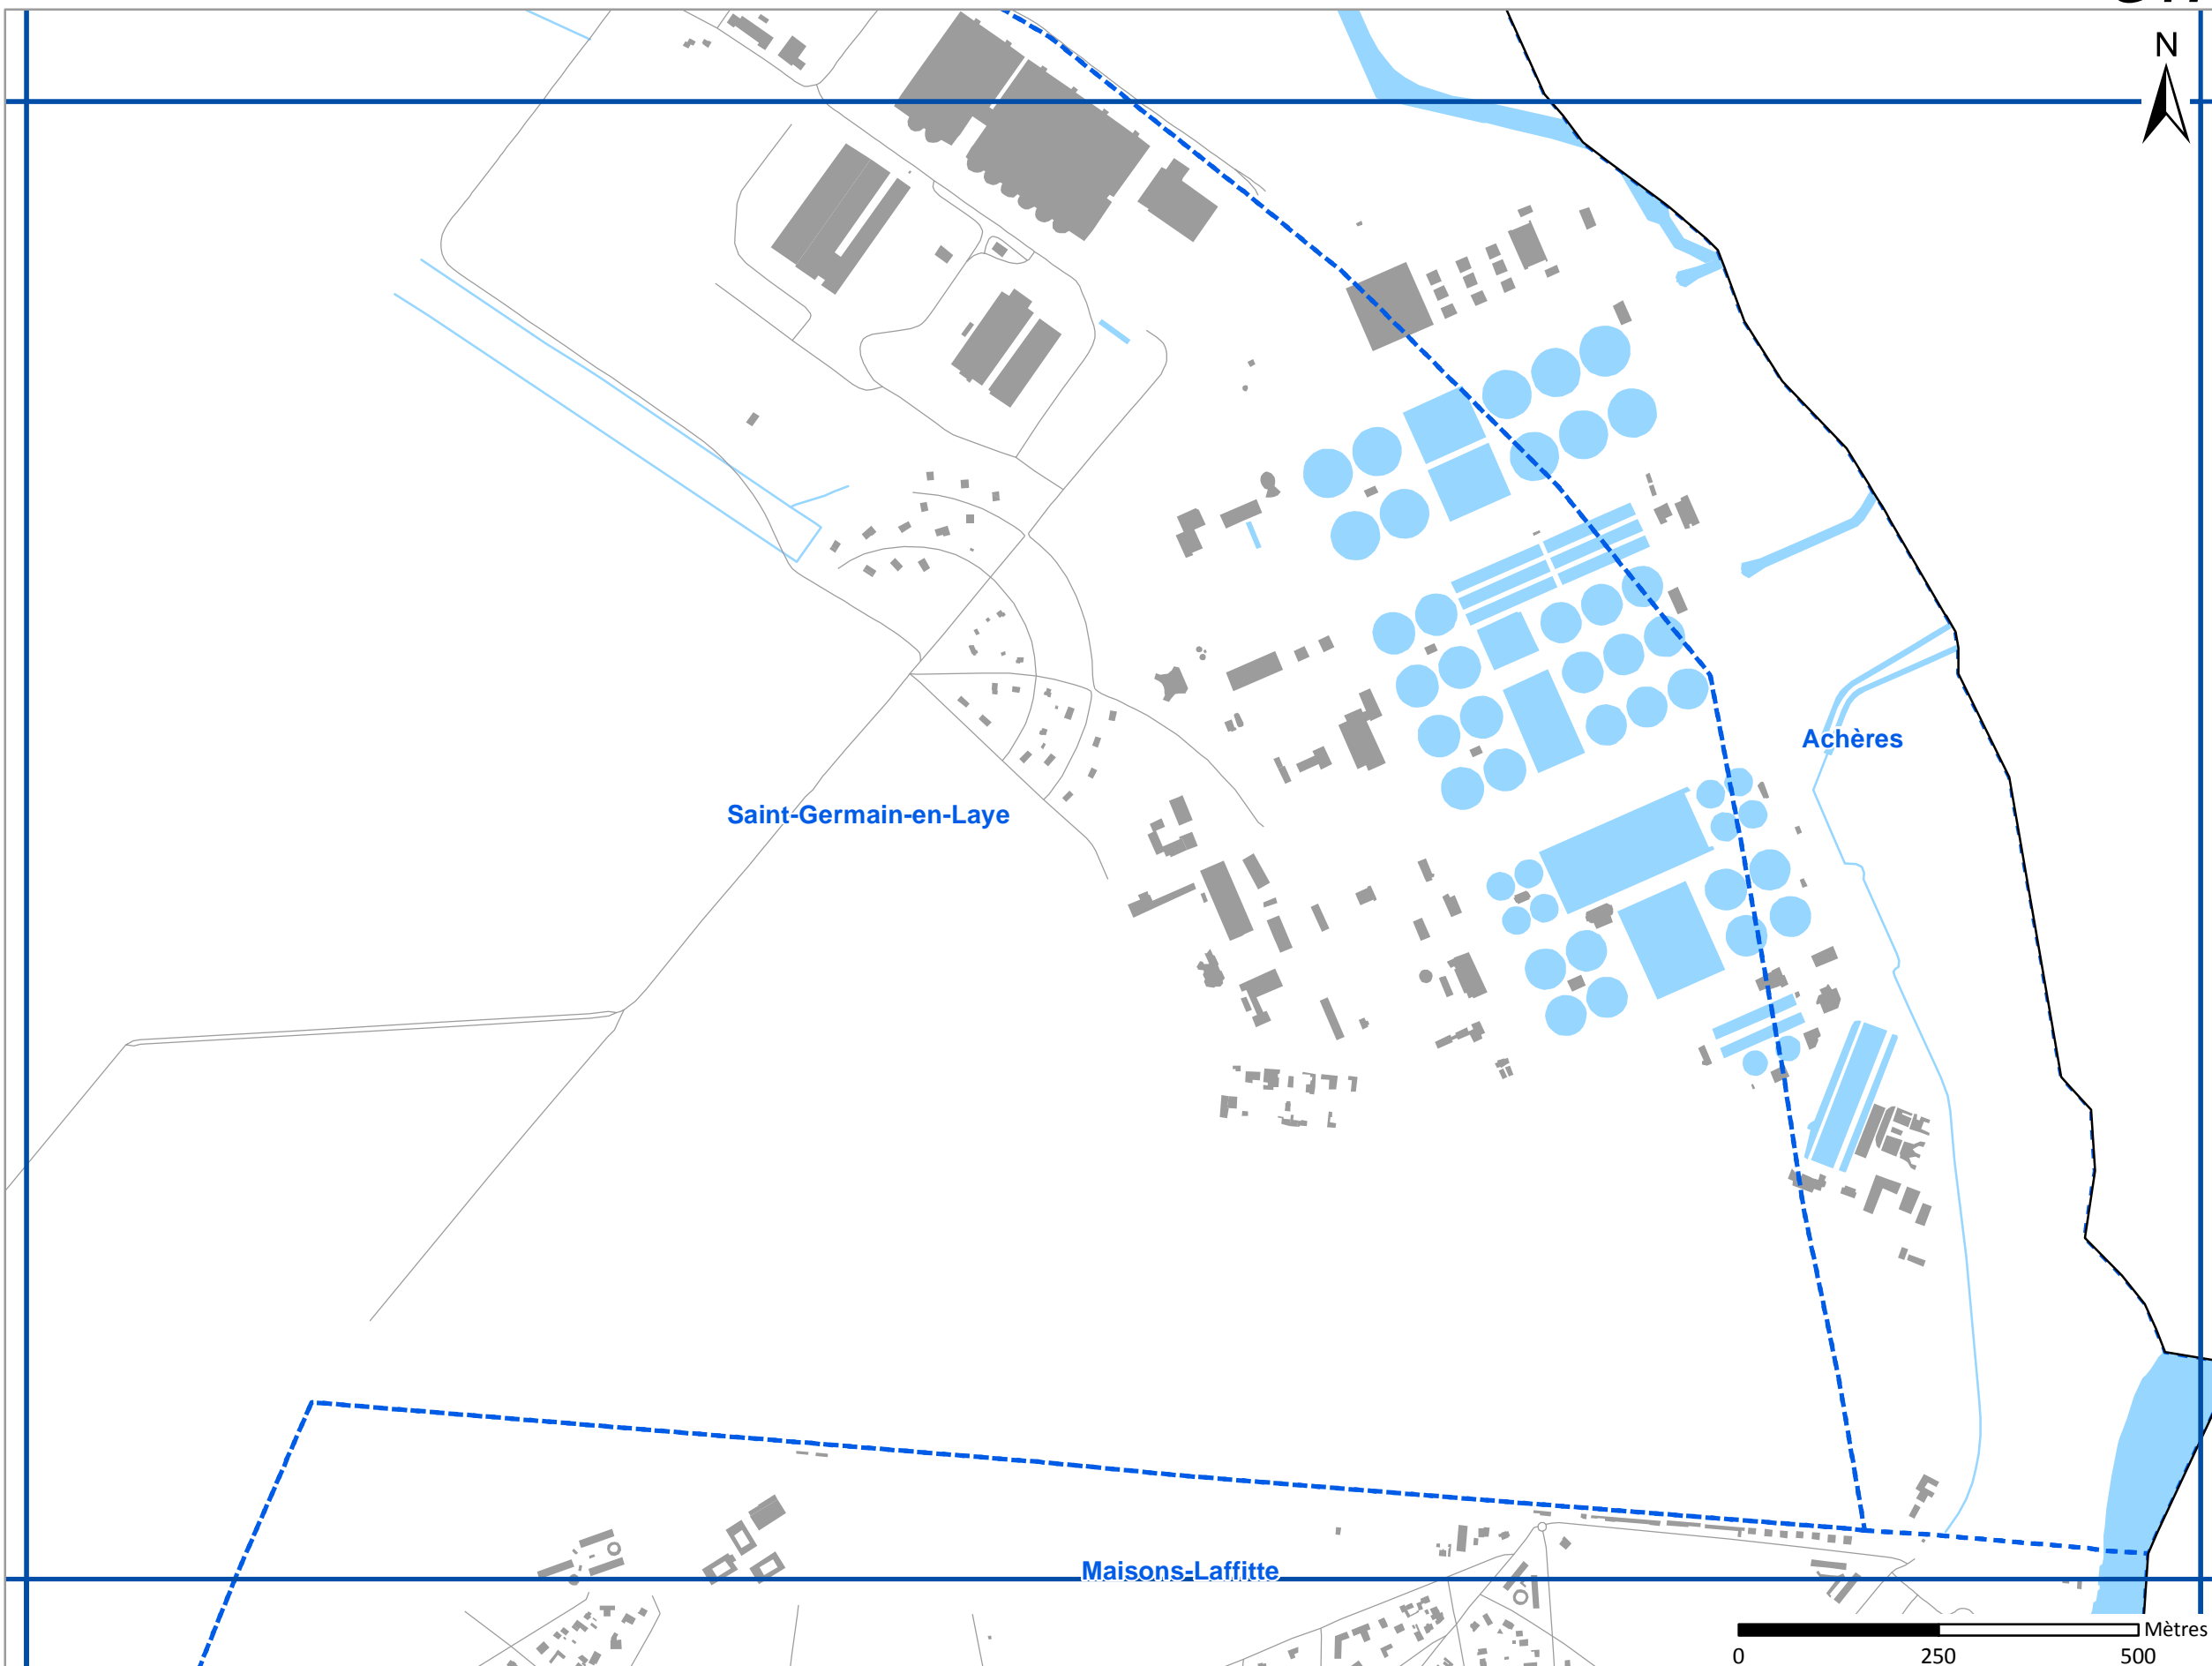 N
Achères
Saint-Germain-en-Laye
Maisons-Laffitte
Mètres
0 250 500